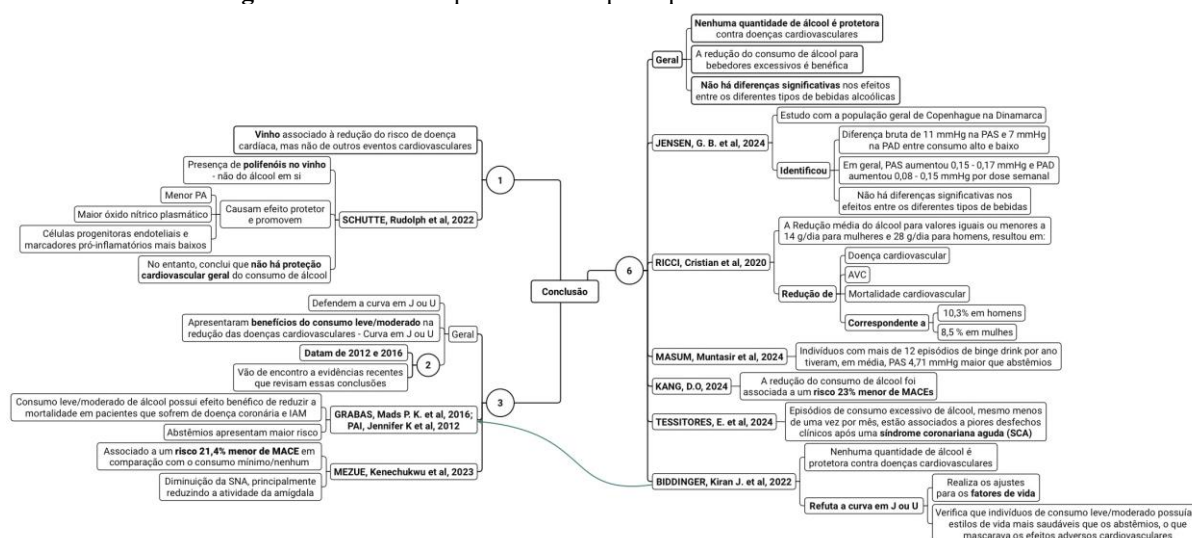 Vinho associado à redução do risco de doença
cardíaca, mas não de outros eventos cardiovasculares
Presença de polifenóis no vinho
- não do álcool em si
Menor PA
Maior óxido nítrico plasmático
Células progenitoras endoteliais e
marcadores pró-inflamatórios mais baixos
Causam efeito protetor
e promovem
No entanto, conclui que não há proteção
cardiovascular geral do consumo de álcool
SCHUTTE, Rudolph et al, 2022
1
Defendem a curva em J ou U
Apresentaram benefícios do consumo leve/moderado na
redução das doenças cardiovasculares - Curva em J ou U
Datam de 2012 e 2016
Vão de encontro a evidências recentes
que revisam essas conclusões
2
Geral
Consumo leve/moderado de álcool possui efeito benéfico de reduzir a
mortalidade em pacientes que sofrem de doença coronária e IAM
Abstêmios apresentam maior risco
GRABAS, Mads P. K. et al, 2016;
PAI, Jennifer K et al, 2012
Associado a um risco 21,4% menor de MACE em
comparação com o consumo mínimo/nenhum
Diminuição da SNA, principalmente
reduzindo a atividade da amígdala
MEZUE, Kenechukwu et al, 2023
3
Conclusão
6
Geral
Nenhuma quantidade de álcool é protetora
contra doenças cardiovasculares
A redução do consumo de álcool para
bebedores excessivos é benéfica
Não há diferenças significativas nos efeitos
entre os diferentes tipos de bebidas alcoólicas
JENSEN, G. B. et al, 2024
Estudo com a população geral de Copenhague na Dinamarca
Identificou
Diferença bruta de 11 mmHg na PAS e 7 mmHg
na PAD entre consumo alto e baixo
Em geral, PAS aumentou 0,15 - 0,17 mmHg e PAD
aumentou 0,08 - 0,15 mmHg por dose semanal
Não há diferenças significativas nos
efeitos entre os diferentes tipos de bebidas
RICCI, Cristian et al, 2020
A Redução média do álcool para valores iguais ou menores a
14 g/dia para mulheres e 28 g/dia para homens, resultou em:
Redução de
Doença cardiovascular
AVC
Mortalidade cardiovascular
Correspondente a
10,3% em homens
8,5 % em mulhes
MASUM, Muntasir et al, 2024
Indivíduos com mais de 12 episódios de binge drink por ano
tiveram, em média, PAS 4,71 mmHg maior que abstêmios
KANG, D.O, 2024
A redução do consumo de álcool foi
associada a um risco 23% menor de MACEs
TESSITORES, E. et al, 2024
Episódios de consumo excessivo de álcool, mesmo menos
de uma vez por mês, estão associados a piores desfechos
clínicos após uma síndrome coronariana aguda (SCA)
BIDDINGER, Kiran J. et al, 2022
Nenhuma quantidade de álcool é
protetora contra doenças cardiovasculares
Refuta a curva em J ou U
Realiza os ajustes
para os fatores de vida
Verifica que indivíduos de consumo leve/moderado possuía
estilos de vida mais saudáveis que os abstêmios, o que
mascarava os efeitos adversos cardiovasculares